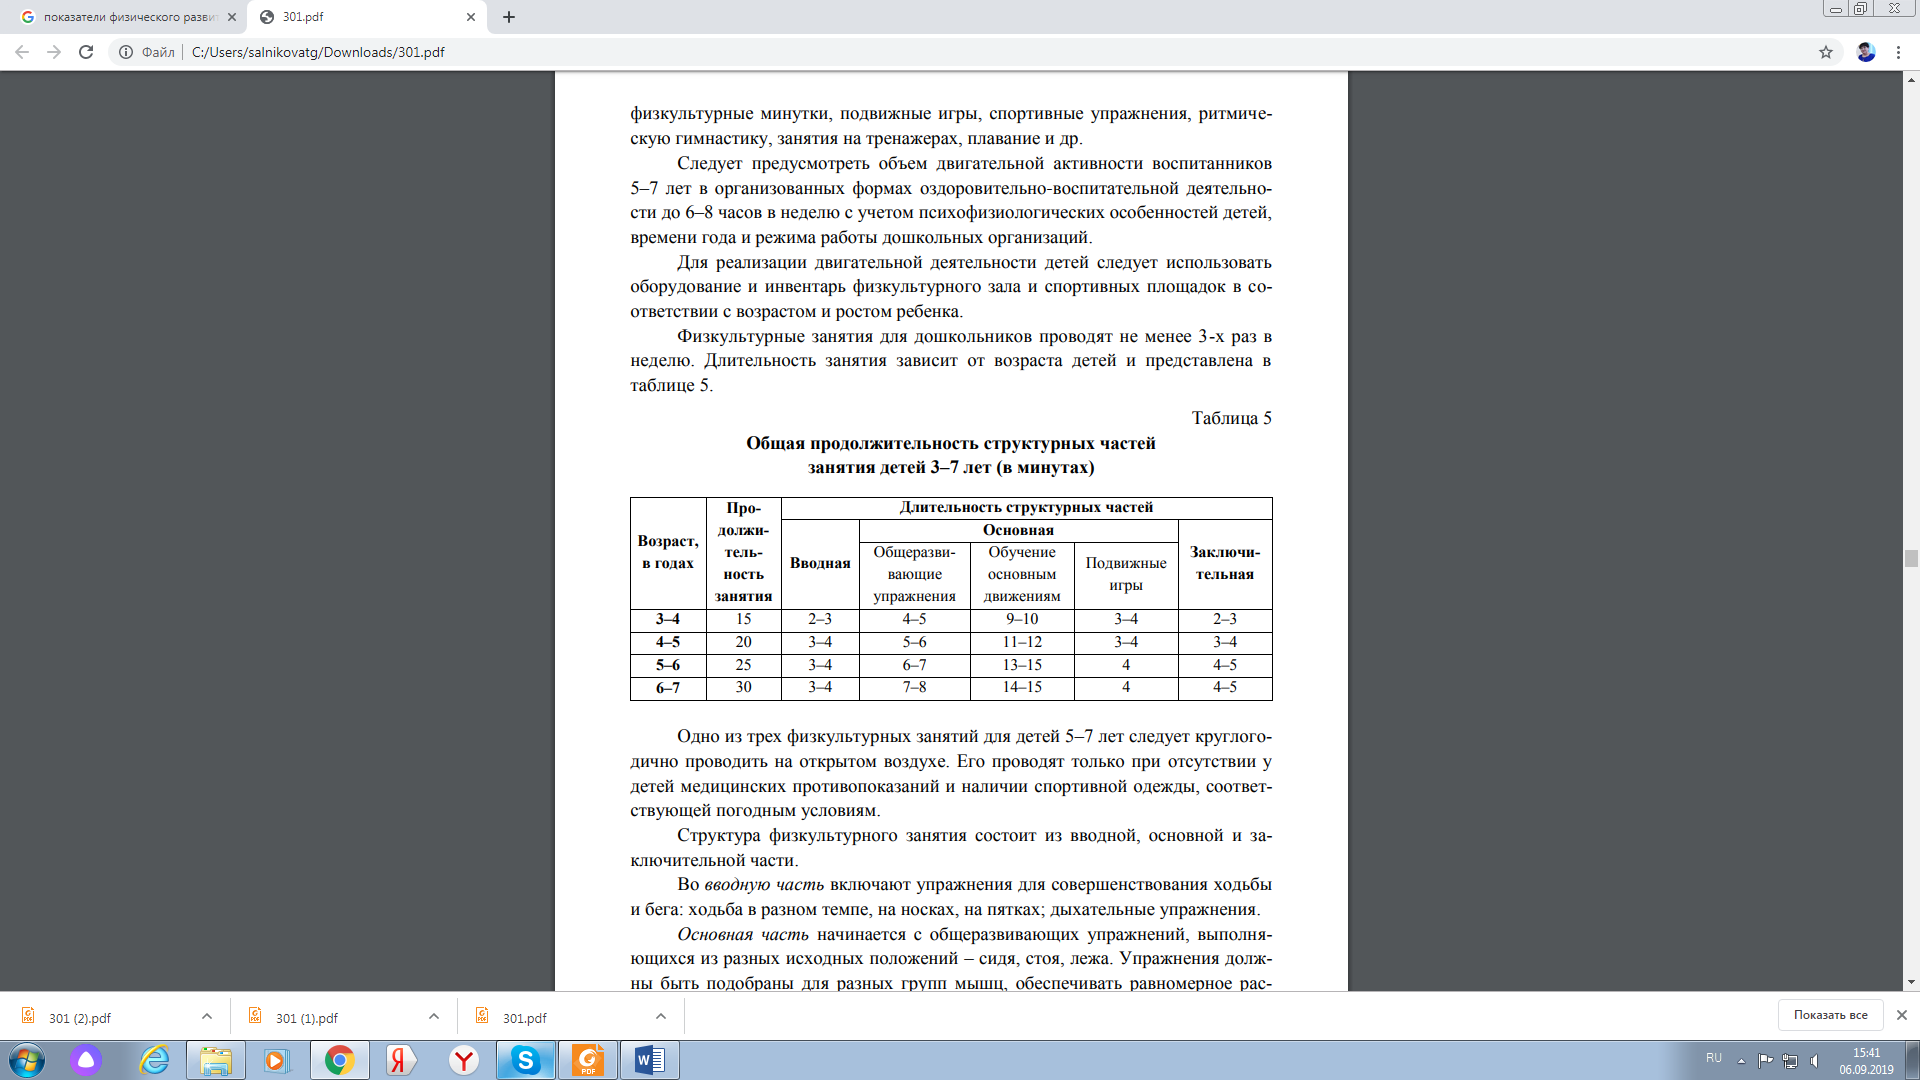 показатели физического разви
301.pdf
Файл
C:/Users/salnikovatg/Downloads/301.pdf
физкультурные минутки, подвижные игры, спортивные упражнения, ритмиче-
скую гимнастику, занятия на тренажерах, плавание и др.
Следует предусмотреть объем двигательной активности воспитанников
5–7 лет в организованных формах оздоровительно-воспитательной деятельно-
сти до 6–8 часов в неделю с учетом психофизиологических особенностей детей,
времени года и режима работы дошкольных организаций.
Для реализации двигательной деятельности детей следует использовать
оборудование и инвентарь физкультурного зала и спортивных площадок в со-
ответствии с возрастом и ростом ребенка.
Физкультурные занятия для дошкольников проводят не менее 3-х раз в
неделю. Длительность занятия зависит от возраста детей и представлена в
таблице 5.
Таблица 5
Общая продолжительность структурных частей
занятия детей 3–7 лет (в минутах)
Возраст,
в годах
Про-
должи-
тель-
ность
занятия
Длительность структурных частей
Вводная
Основная
Общеразви-
вающие
упражнения
Обучение
основным
движениям
Подвижные
игры
Заключи-
тельная
3–4 15 2–3 4–5 9–10 3–4 2–3
4–5 20 3–4 5–6 11–12 3–4 3–4
5–6 25 3–4 6–7 13–15 4 4–5
6–7 30 3–4 7–8 14–15 4 4–5
Одно из трех физкультурных занятий для детей 5–7 лет следует круглого-
дично проводить на открытом воздухе. Его проводят только при отсутствии у
детей медицинских противопоказаний и наличии спортивной одежды, соответ-
ствующей погодным условиям.
Структура физкультурного занятия состоит из вводной, основной и за-
ключительной части.
Во вводную часть включают упражнения для совершенствования ходьбы
и бега: ходьба в разном темпе, на носках, на пятках; дыхательные упражнения.
Основная часть начинается с общеразвивающих упражнений, выполня-
ющихся из разных исходных положений – сидя, стоя, лежа. Упражнения долж-
ны быть подобраны для разных групп мышц, обеспечивать равномерное рас-
301 (2).pdf
301 (1).pdf
301.pdf
Показать все
RU
15:41
06.09.2019